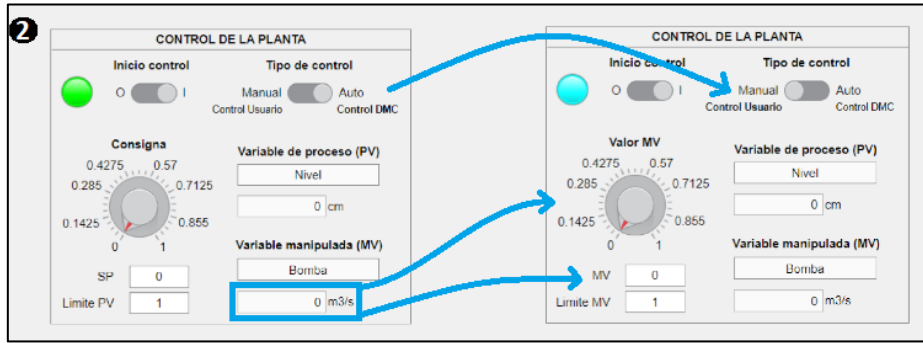 2
CONTROL DE LA PLANTA
Inicio control Tipo de control
O I Manual Auto
Control Usuario Control DMC
Consigna
0.4275 0.57
0.285 0.7125
0.1425 0.855
0 1
SP 0
Limite PV 1
Variable de proceso (PV)
Nivel
0 cm
Variable manipulada (MV)
Bomba
0 m3/s
CONTROL DE LA PLANTA
Inicio control Tipo de control
O I Manual Auto
Control Usuario Control DMC
Valor MV
0.4275 0.57
0.285 0.7125
0.1425 0.855
0 1
MV 0
Limite MV 1
Variable de proceso (PV)
Nivel
0 cm
Variable manipulada (MV)
Bomba
0 m3/s